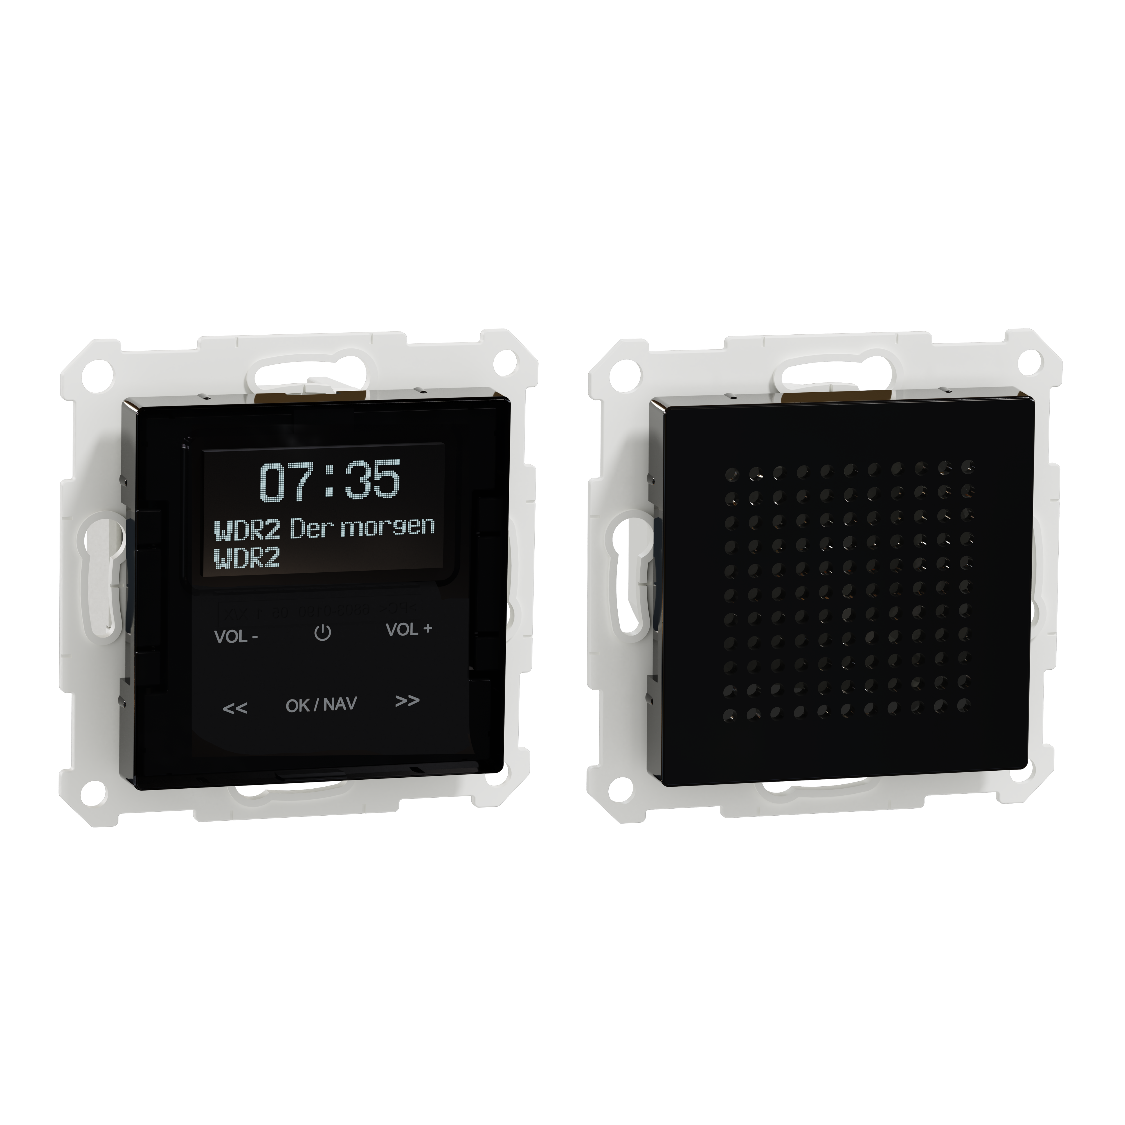 07:35
WDR2 Der morgen
WDR2
VOL - ⏻ VOL +
<< OK / NAV >>